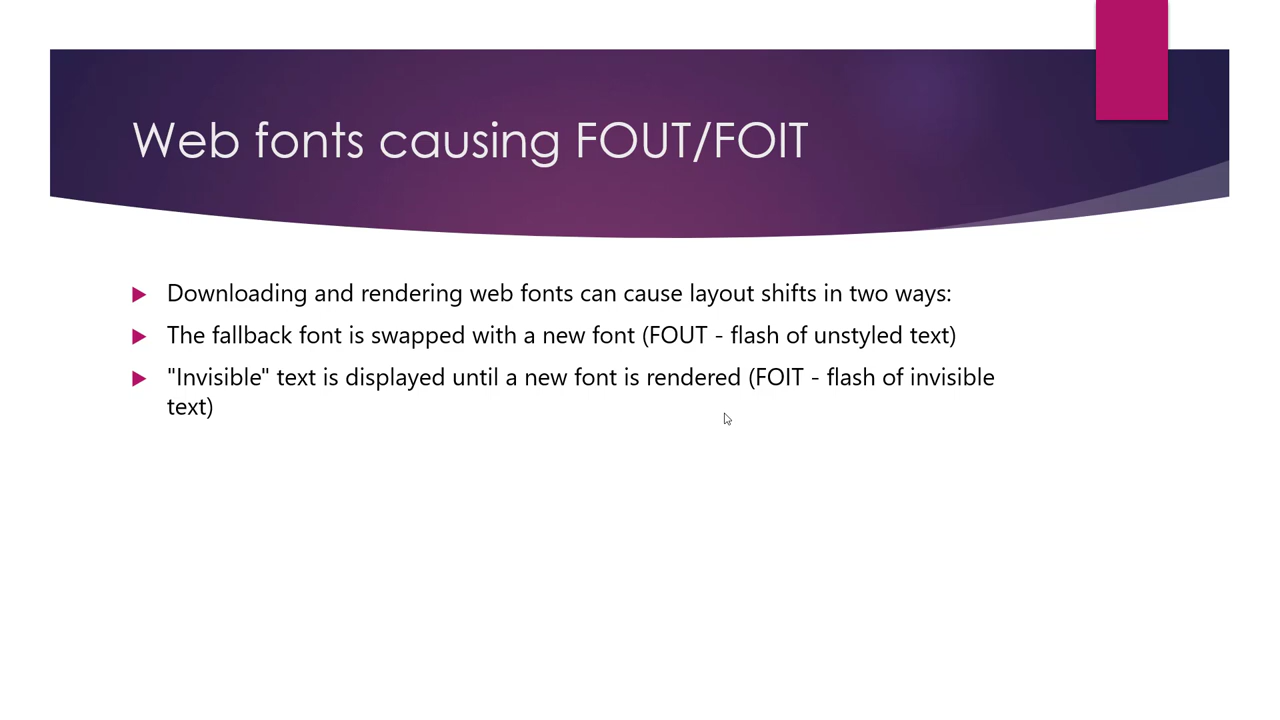 Web fonts causing FOUT/FOIT
Downloading and rendering web fonts can cause layout shifts in two ways:
The fallback font is swapped with a new font (FOUT - flash of unstyled text)
"Invisible" text is displayed until a new font is rendered (FOIT - flash of invisible
text)